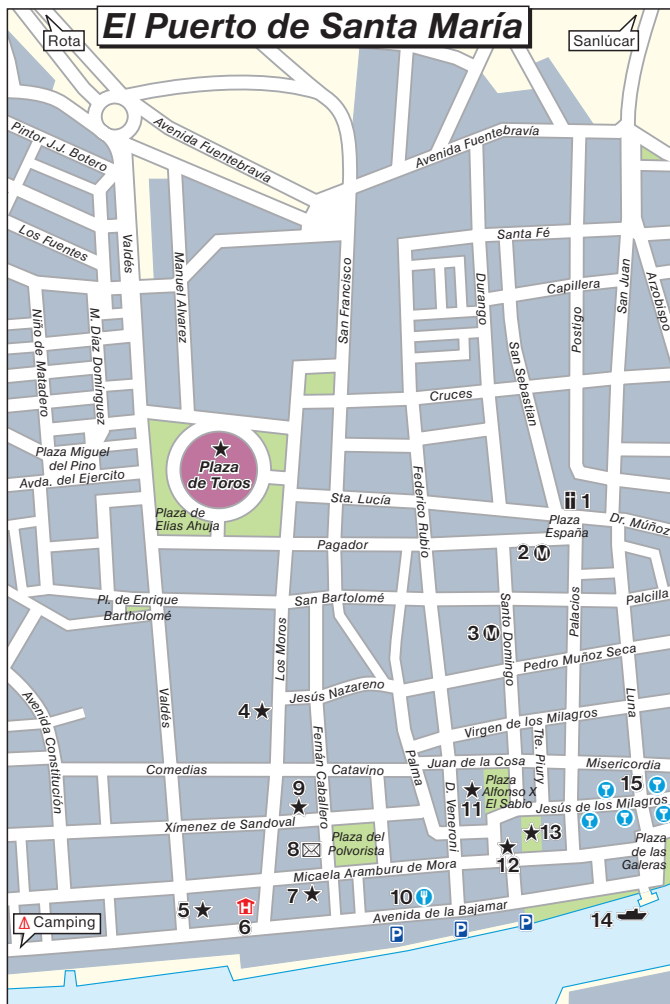 El Puerto de Santa María
Rota
Sanlúcar
Avenida Fuentebravía
Avenida Fuentebravía
Pintor J.J. Botero
Los Fuentes
Valdés
Manuel Alvarez
San Francisco
Santa Fé
Durango
Capillera
San Juan
Arzobispo
Postigo
Niño de Matadero
M. Díaz Domínguez
San Sebastian
Cruces
Plaza Miguel
del Pino
Avda. del Ejercito
Plaza
de Toros
Plaza de
Elias Ahuja
Sta. Lucía
Federico Rubio
1
Plaza
España
Dr. Múñoz
Pagador
2 M
Pl. de Enrique
Bartholomé
San Bartolomé
Santo Domingo
Palacios
Palcilla
3 M
Los Moros
Pedro Muñoz Seca
Avenida Constitución
Valdés
4
Jesús Nazareno
Luna
Fernán Caballero
Virgen de los Milagros
Palma
Tte. Piury
Comedias
Catavino
Juan de la Cosa
Misericordia
9
D. Veneroni
Plaza
Alfonso X
El Sabio
11
15
Jesús de los Milagros
Ximenez de Sandoval
8
Plaza del
Polvorista
13
12
Plaza
de las
Galeras
Micaela Aramburu de Mora
5
H
6
7
10
Avenida de la Bajamar
P
P
P
14
Camping